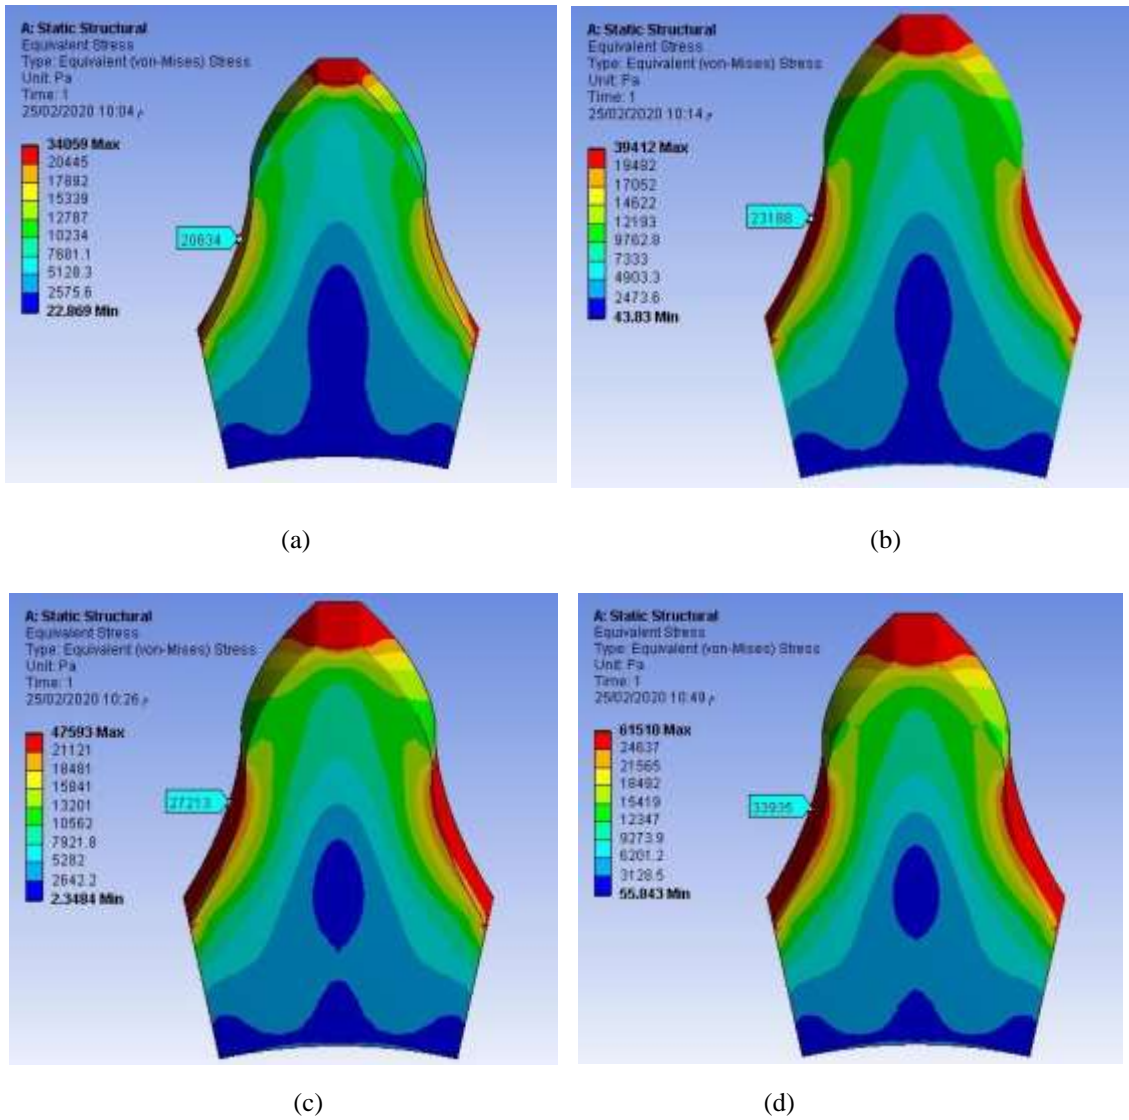 A: Static Structural
Equivalent Stress
Type: Equivalent (von-Mises) Stress
Unit: Pa
Time: 1
25/02/2020 10:04 م
34059 Max
20445
17892
15339
12787
10234
7681.1
5128.3
2575.6
22.869 Min
20634
(a)
A: Static Structural
Equivalent Stress
Type: Equivalent (von-Mises) Stress
Unit: Pa
Time: 1
25/02/2020 10:14 م
39412 Max
19482
17052
14622
12193
9762.8
7333
4903.3
2473.6
43.83 Min
23188
(b)
A: Static Structural
Equivalent Stress
Type: Equivalent (von-Mises) Stress
Unit: Pa
Time: 1
25/02/2020 10:26 م
47593 Max
21121
18481
15841
13201
10562
7921.8
5282
2642.2
2.3484 Min
27213
(c)
A: Static Structural
Equivalent Stress
Type: Equivalent (von-Mises) Stress
Unit: Pa
Time: 1
25/02/2020 10:49 م
61510 Max
24637
21565
18492
15419
12347
9273.9
6201.2
3128.5
55.843 Min
33935
(d)